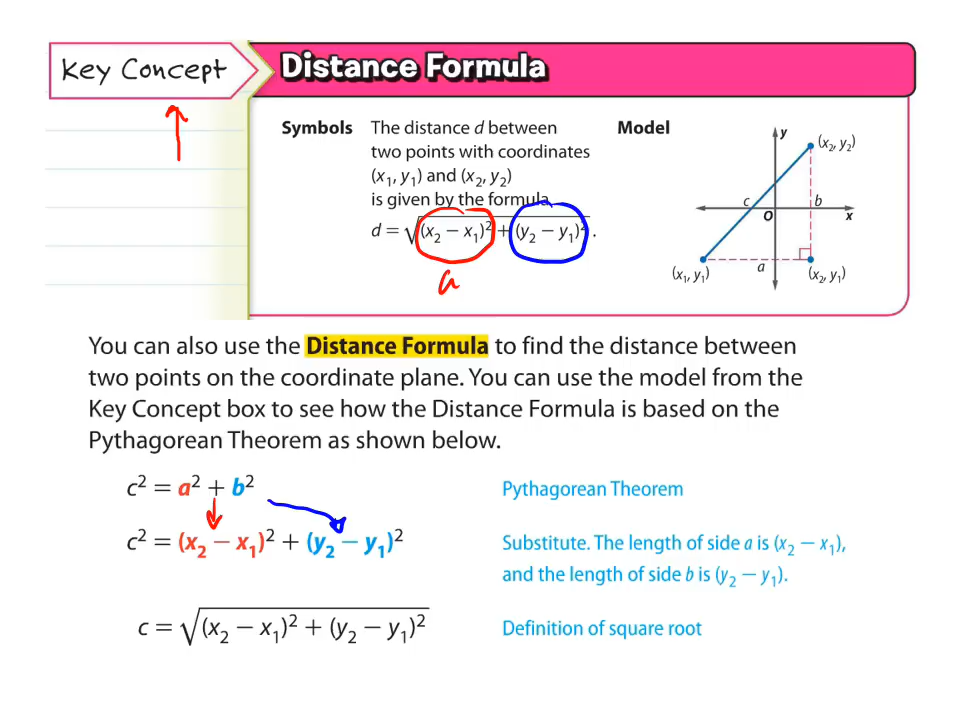 Key Concept
Distance Formula
Symbols
The distance d between
two points with coordinates
(x₁, y₁) and (x₂, y₂)
is given by the formula
d = √(x₂ − x₁)² + (y₂ − y₁)² .
a
Model
y
(x₂, y₂)
c
b
O
x
a
(x₁, y₁)
(x₂, y₁)
You can also use the Distance Formula to find the distance between
two points on the coordinate plane. You can use the model from the
Key Concept box to see how the Distance Formula is based on the
Pythagorean Theorem as shown below.
c² = a² + b²
Pythagorean Theorem
c² = (x₂ − x₁)² + (y₂ − y₁)²
Substitute. The length of side a is (x₂ − x₁),
and the length of side b is (y₂ − y₁).
c = √(x₂ − x₁)² + (y₂ − y₁)²
Definition of square root